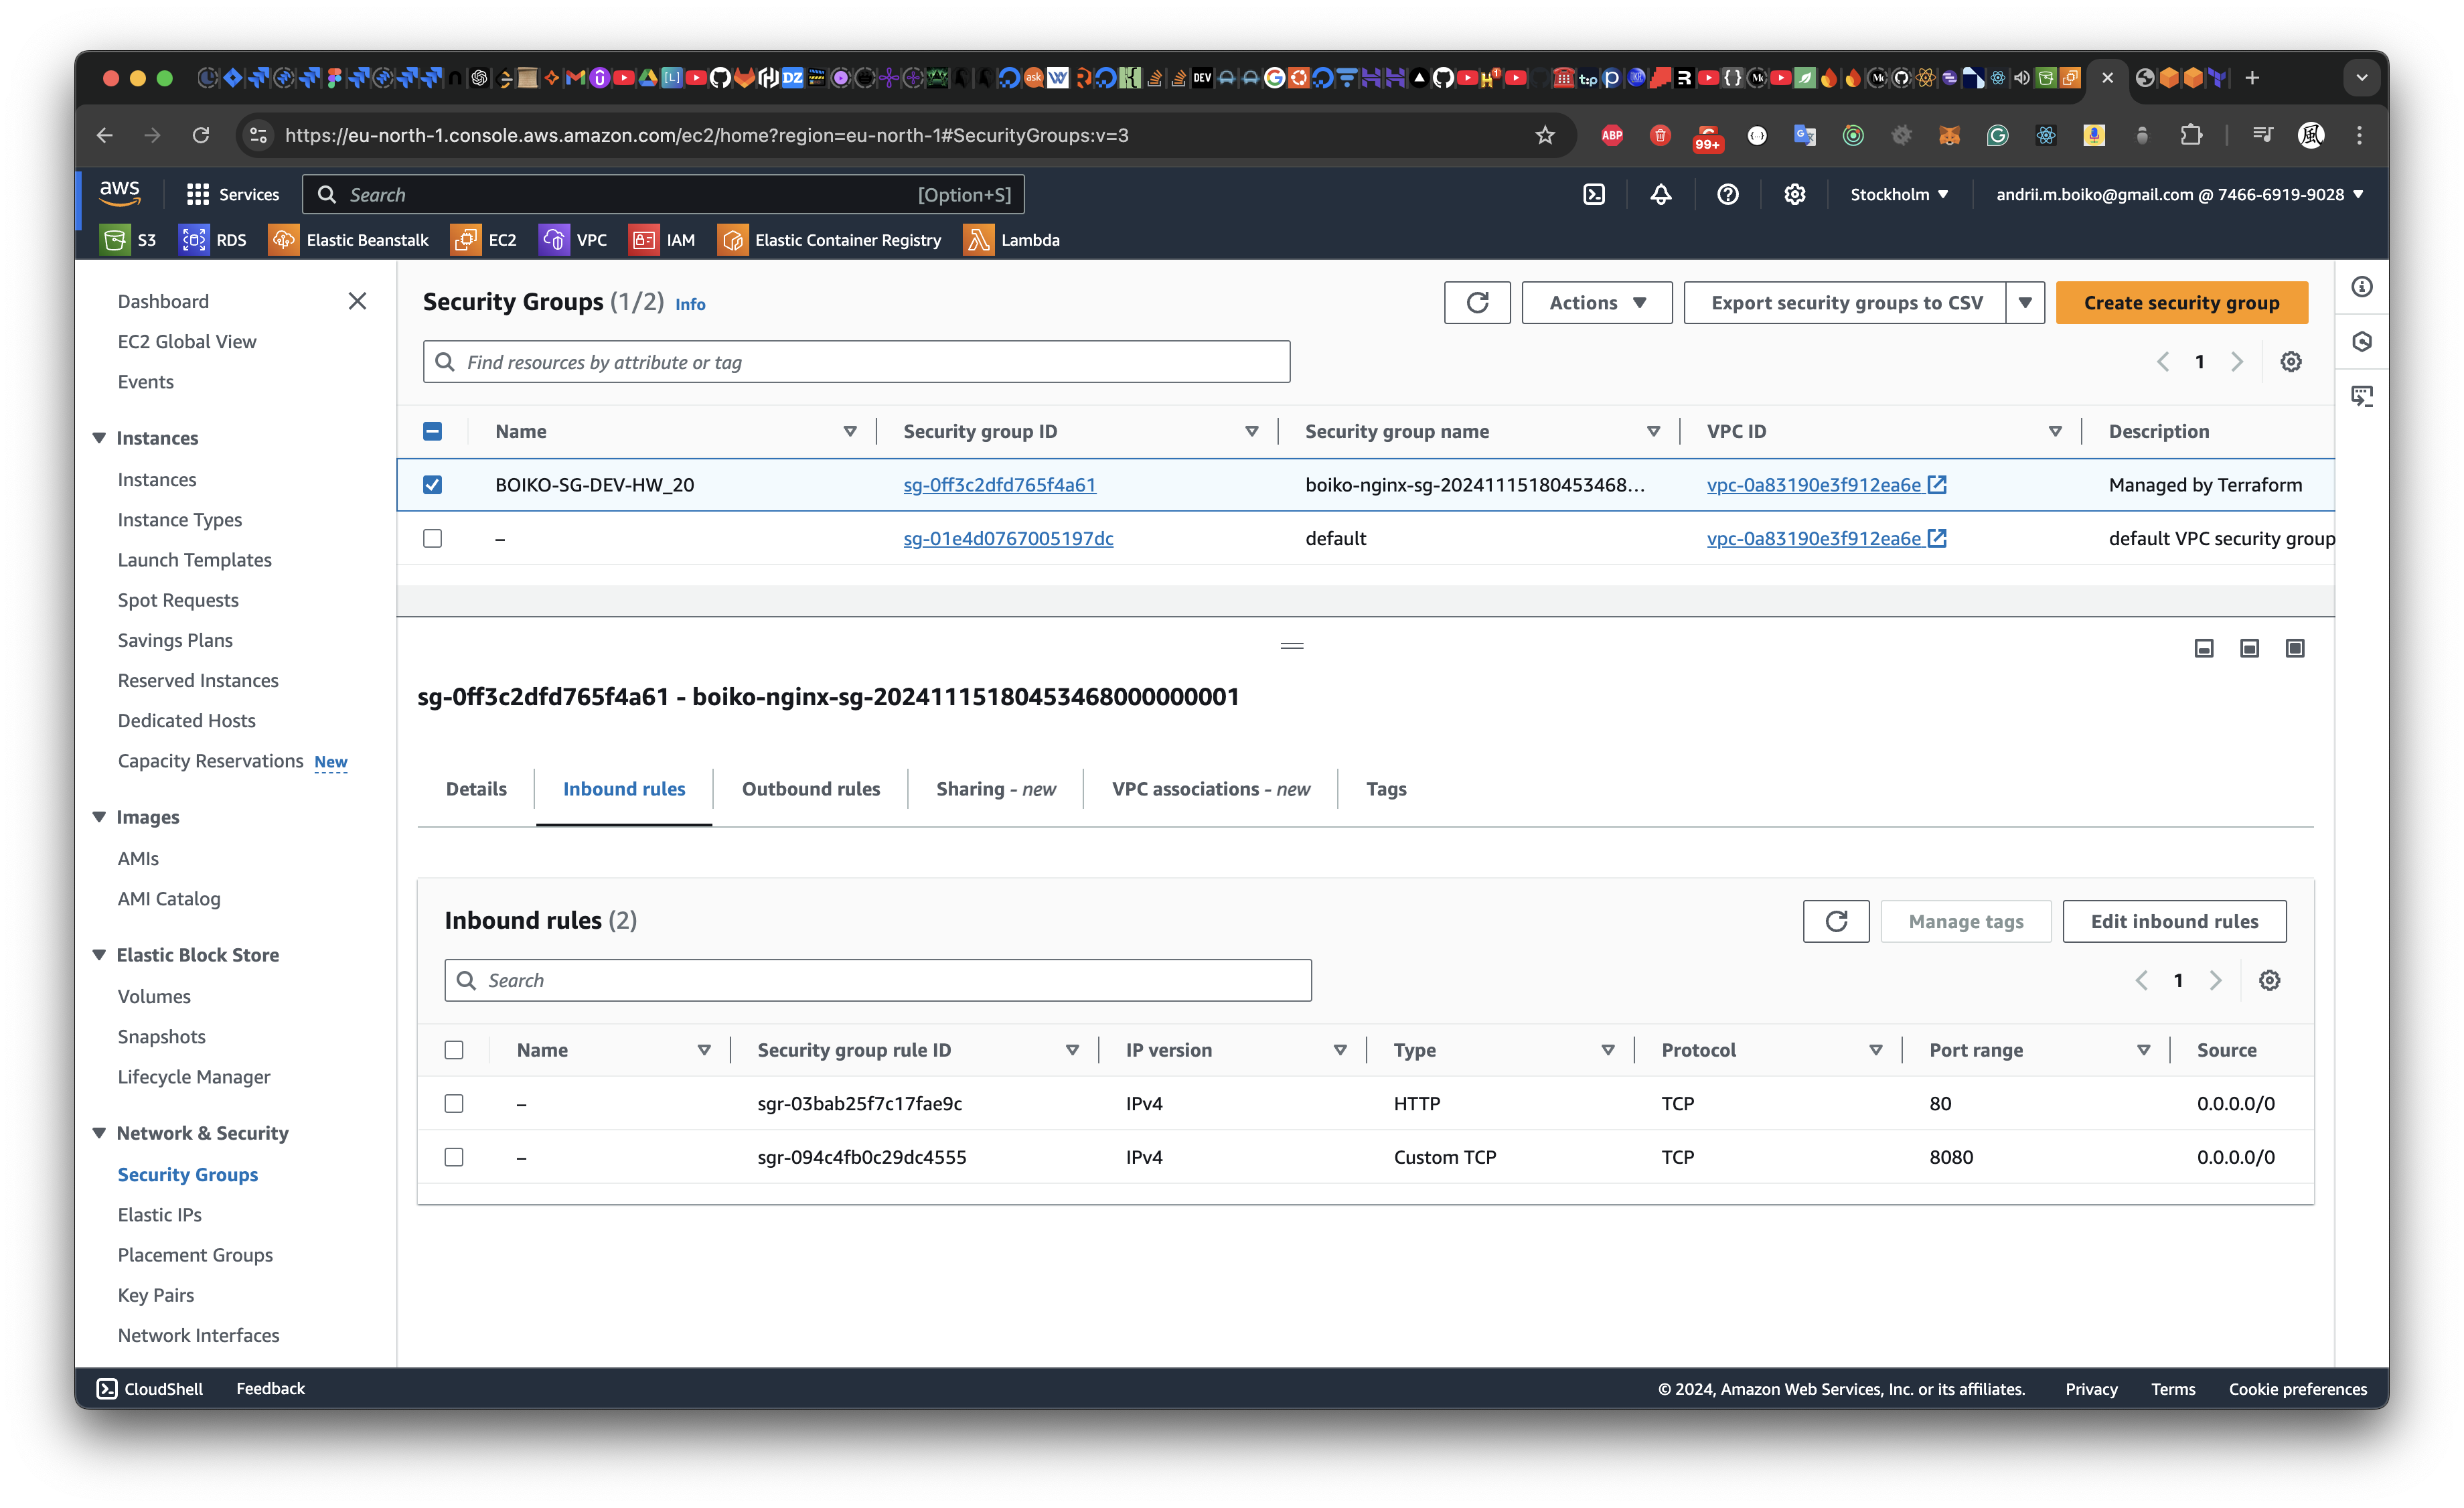 https://eu-north-1.console.aws.amazon.com/ec2/home?region=eu-north-1#SecurityGroups:v=3
ABP
99+
aws
Services
Search
[Option+S]
Stockholm
andrii.m.boiko@gmail.com @ 7466-6919-9028
S3
RDS
Elastic Beanstalk
EC2
VPC
IAM
Elastic Container Registry
Lambda
Dashboard
EC2 Global View
Events
Instances
Instances
Instance Types
Launch Templates
Spot Requests
Savings Plans
Reserved Instances
Dedicated Hosts
Capacity Reservations New
Images
AMIs
AMI Catalog
Elastic Block Store
Volumes
Snapshots
Lifecycle Manager
Network & Security
Security Groups
Elastic IPs
Placement Groups
Key Pairs
Network Interfaces
Security Groups (1/2) Info
Actions
Export security groups to CSV
Create security group
Find resources by attribute or tag
1
Name Security group ID Security group name VPC ID Description
BOIKO-SG-DEV-HW_20 sg-0ff3c2dfd765f4a61 boiko-nginx-sg-20241115180453468... vpc-0a83190e3f912ea6e Managed by Terraform
– sg-01e4d0767005197dc default vpc-0a83190e3f912ea6e default VPC security group
sg-0ff3c2dfd765f4a61 - boiko-nginx-sg-20241115180453468000000001
Details
Inbound rules
Outbound rules
Sharing - new
VPC associations - new
Tags
Inbound rules (2)
Manage tags
Edit inbound rules
Search
1
Name Security group rule ID IP version Type Protocol Port range Source
– sgr-03bab25f7c17fae9c IPv4 HTTP TCP 80 0.0.0.0/0
– sgr-094c4fb0c29dc4555 IPv4 Custom TCP TCP 8080 0.0.0.0/0
CloudShell
Feedback
© 2024, Amazon Web Services, Inc. or its affiliates.
Privacy
Terms
Cookie preferences